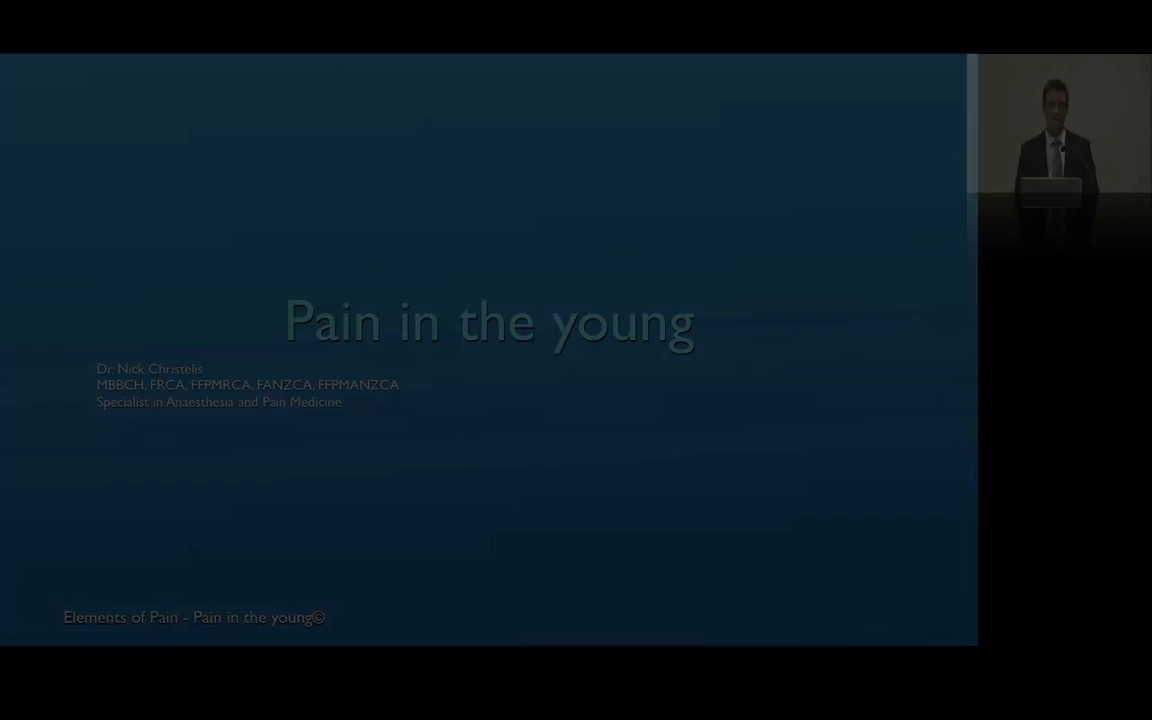 Pain in the young
Dr. Nick Christelis
MBBCH, FRCA, FFPMRCA, FANZCA, FFPMANZCA
Specialist in Anaesthesia and Pain Medicine
Elements of Pain - Pain in the young©